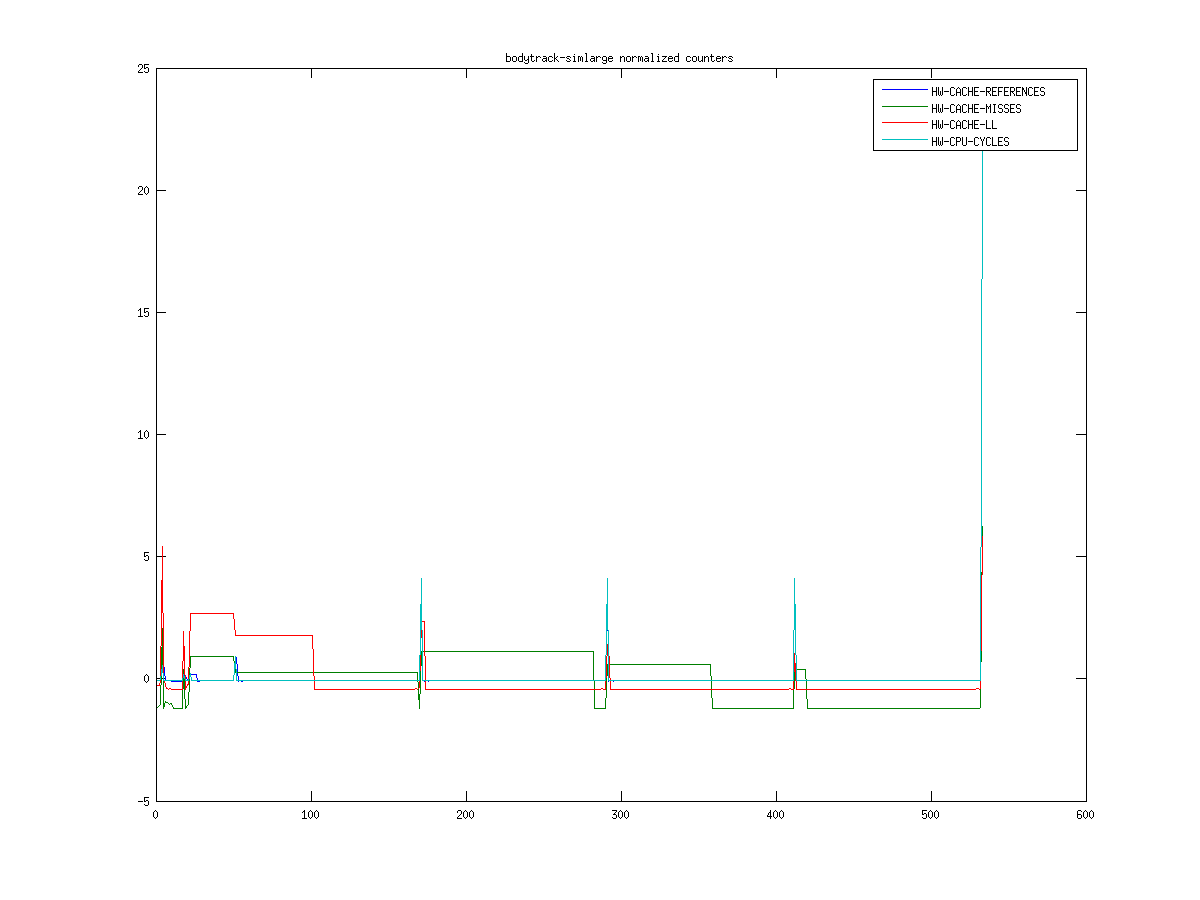 bodytrack-simlarge normalized counters
25
HW-CACHE-REFERENCES
HW-CACHE-MISSES
HW-CACHE-LL
HW-CPU-CYCLES
20
15
10
5
0
-5
0 100 200 300 400 500 600